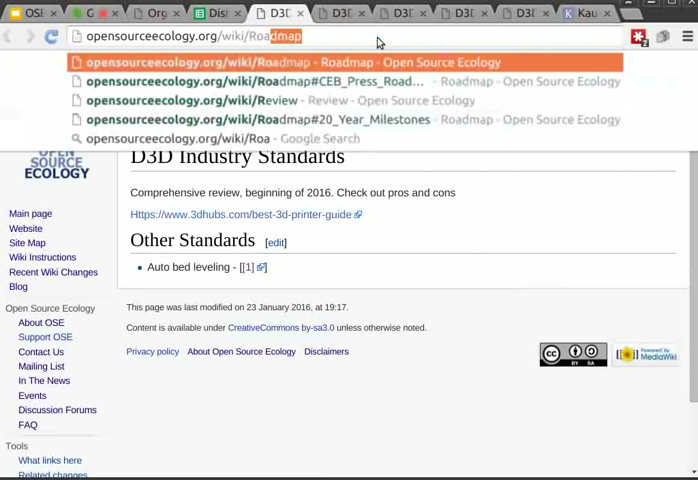 OSE
G
Org
Dis
D3D
D3D
D3D
D3D
D3D
Kau
opensourceecology.org/wiki/Roadmap
opensourceecology.org/wiki/Roadmap - Roadmap - Open Source Ecology
opensourceecology.org/wiki/Roadmap#CEB_Press_Road... - Roadmap - Open Source Ecology
opensourceecology.org/wiki/Review - Review - Open Source Ecology
opensourceecology.org/wiki/Roadmap#20_Year_Milestones - Roadmap - Open Source Ecology
opensourceecology.org/wiki/Roa - Google Search
OPEN
SOURCE
ECOLOGY
D3D Industry Standards
Comprehensive review, beginning of 2016. Check out pros and cons
Https://www.3dhubs.com/best-3d-printer-guide
Other Standards [edit]
Auto bed leveling - [[1]]
This page was last modified on 23 January 2016, at 19:17.
Content is available under CreativeCommons by-sa3.0 unless otherwise noted.
Privacy policy About Open Source Ecology Disclaimers
cc BY SA
Powered By MediaWiki
Main page
Website
Site Map
Wiki Instructions
Recent Wiki Changes
Blog
Open Source Ecology
About OSE
Support OSE
Contact Us
Mailing List
In The News
Events
Discussion Forums
FAQ
Tools
What links here
Related changes